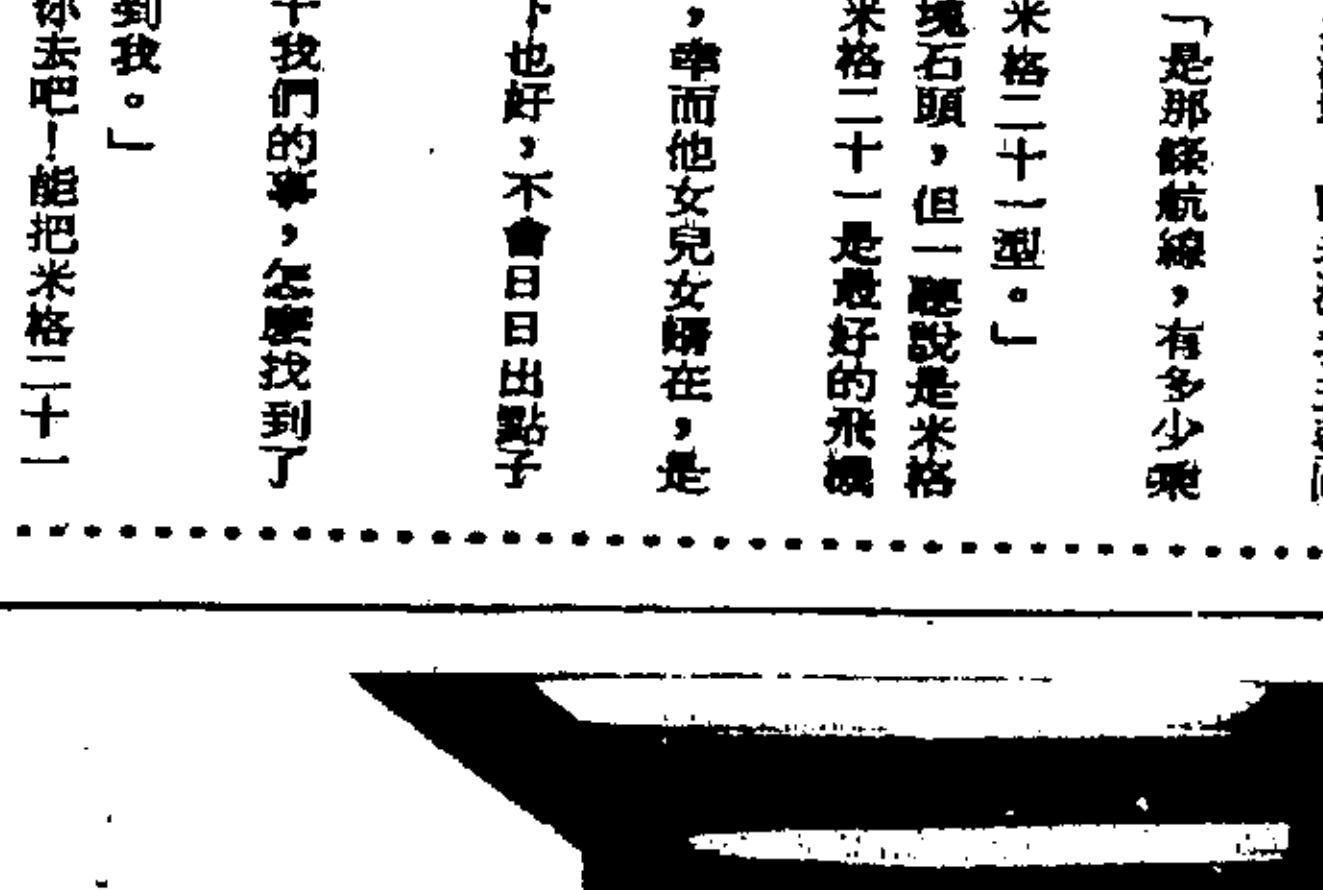 「是那條航線，有多少乘
米格二十一型。」
塊石頭，但一聽說是米格
米格二十一是最好的飛機
，幸而他女兒女婿在，是
也好，不會日日出點子
我們的事，怎麼找到了
到我。」
你去吧！能把米格二十一